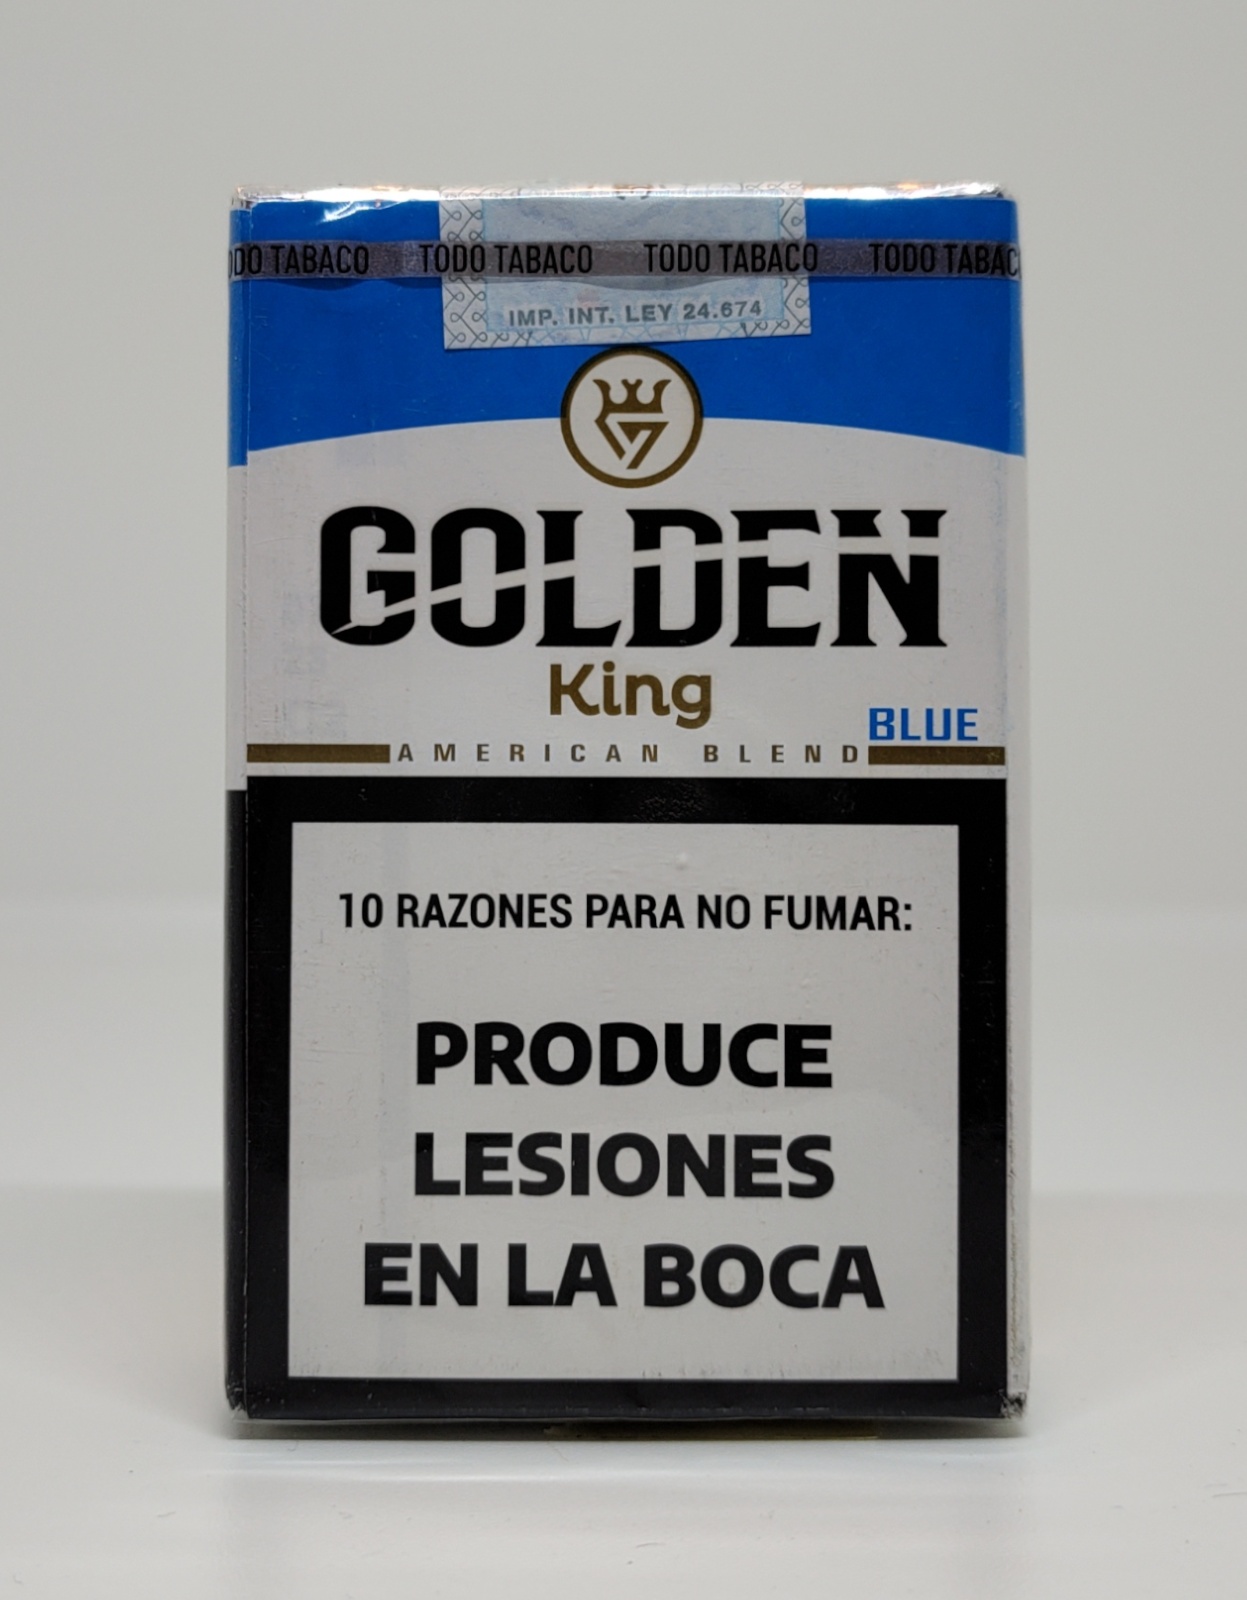 TODO TABACO TODO TABACO TODO TABACO TODO TABAC
IMP. INT. LEY 24.674
GOLDEN
King
BLUE
AMERICAN BLEND
10 RAZONES PARA NO FUMAR:
PRODUCE
LESIONES
EN LA BOCA